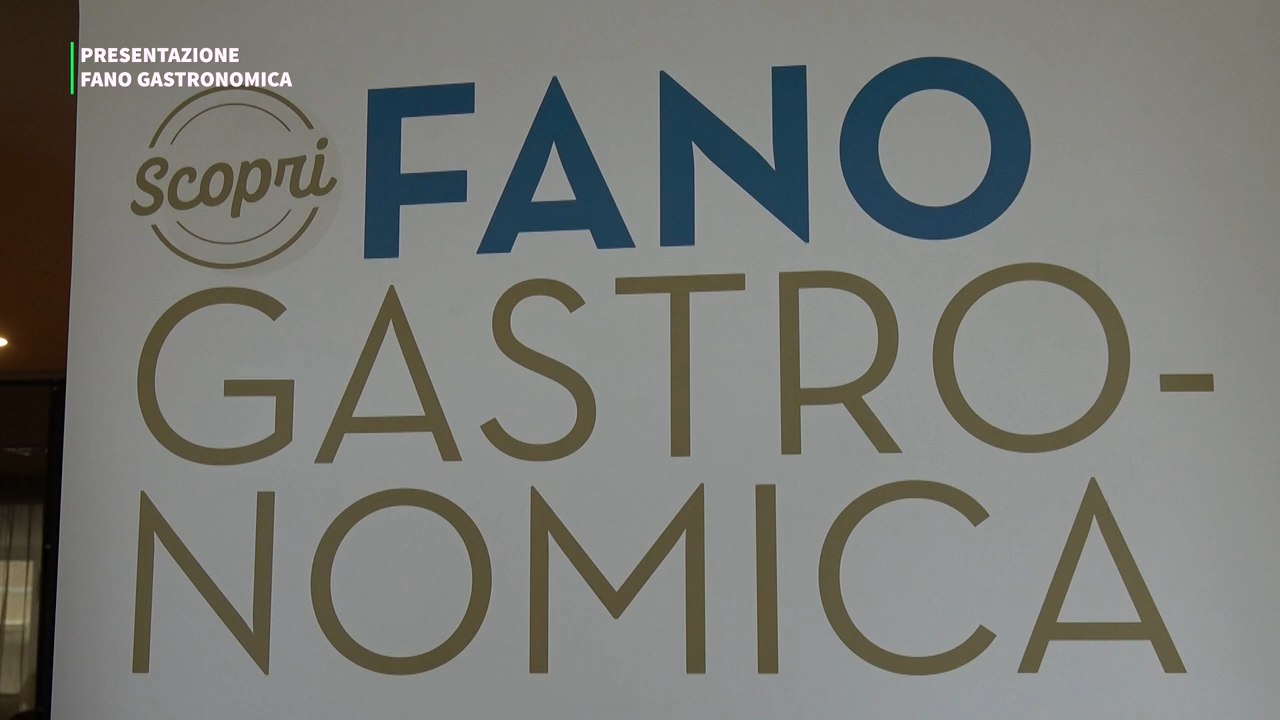 PRESENTAZIONE
FANO GASTRONOMICA
Scopri FANO
GASTRO-
NOMICA